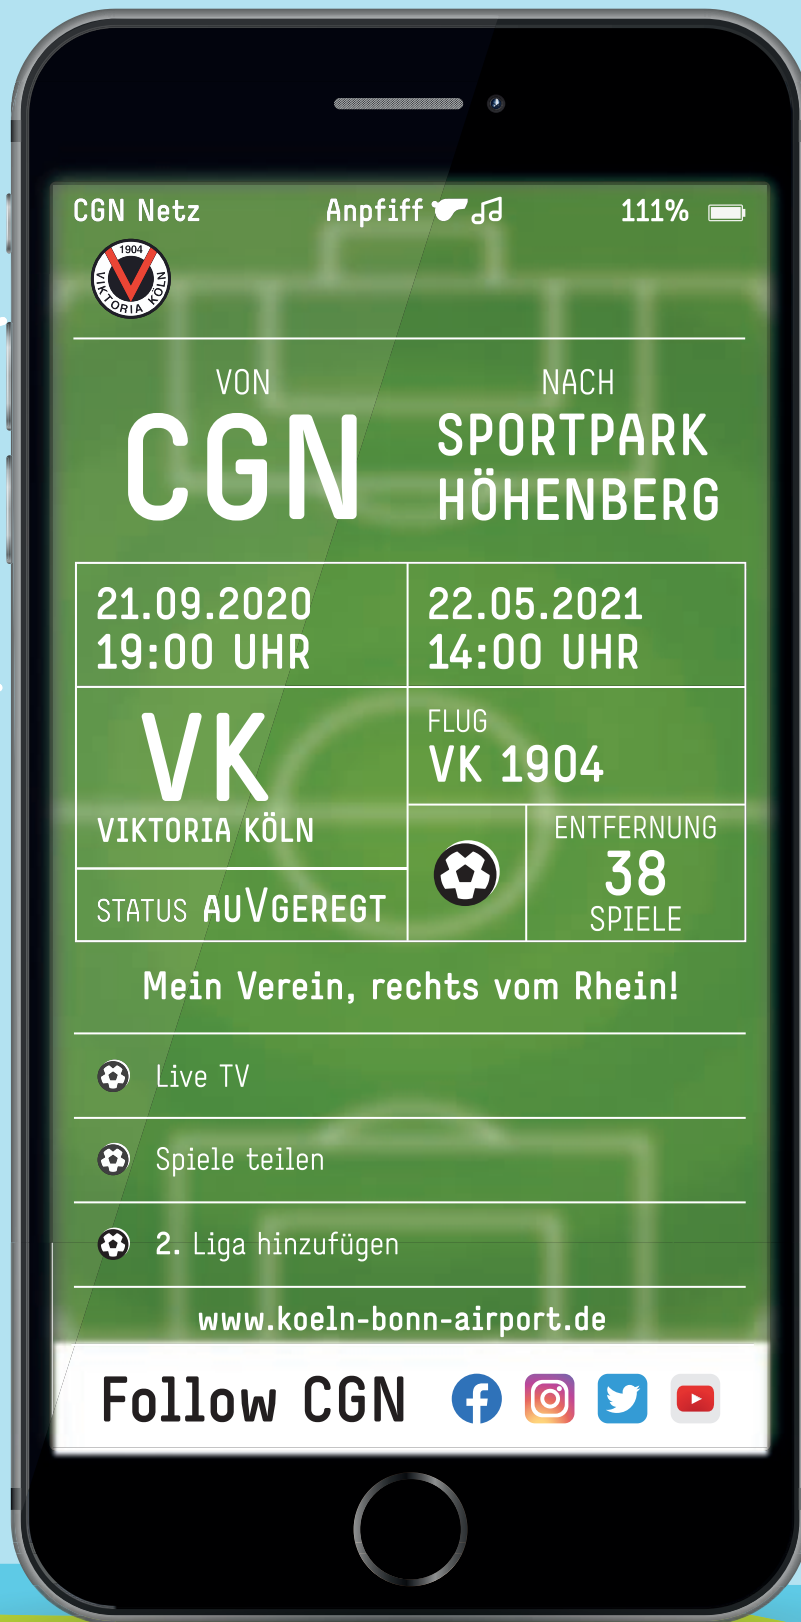 CGN Netz Anpfiff 111%
1904
VIKTORIA KÖLN
VON
CGN
NACH
SPORTPARK
HÖHENBERG
21.09.2020
19:00 UHR
22.05.2021
14:00 UHR
VK
VIKTORIA KÖLN
FLUG
VK 1904
STATUS AUVGEREGT
ENTFERNUNG
38
SPIELE
Mein Verein, rechts vom Rhein!
Live TV
Spiele teilen
2. Liga hinzufügen
www.koeln-bonn-airport.de
Follow CGN